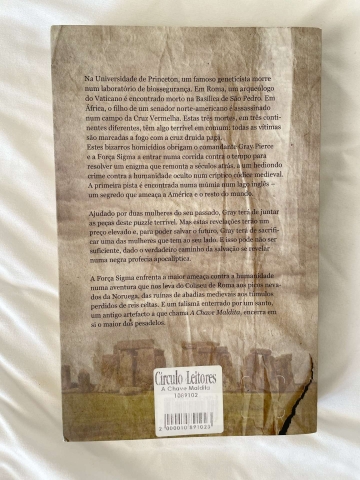 Na Universidade de Princeton, um famoso geneticista morre
num laboratório de biossegurança. Em Roma, um arqueólogo
do Vaticano é encontrado morto na Basílica de São Pedro. Em
África, o filho de um senador norte-americano é assassinado
num campo da Cruz Vermelha. Estas três mortes, em três conti-
nentes diferentes, têm algo terrível em comum: todas as vítimas
são marcadas a fogo com a cruz druida pagã.
Estes bizarros homicídios obrigam o comandante Gray Pierce
e a Força Sigma a entrar numa corrida contra o tempo para
resolver um enigma que remonta a séculos atrás, a um hediondo
crime contra a humanidade oculto num críptico códice medieval.
A primeira pista é encontrada numa múmia num lago inglês –
um segredo que ameaça a América e o resto do mundo.
Ajudado por duas mulheres do seu passado, Gray terá de juntar
as peças deste puzzle terrível. Mas estas revelações terão um
preço elevado e, para salvar o futuro, Gray terá de sacrifi-
car uma das mulheres que tem ao seu lado. E isso pode não ser
suficiente, dado o verdadeiro caminho da salvação se revelar
numa negra profecia apocalíptica.
A Força Sigma enfrenta a maior ameaça contra a humanidade
numa aventura que nos leva do Coliseu de Roma aos picos neva-
dos da Noruega, das ruínas de abadias medievais aos túmulos
perdidos de reis celtas. E um talismã enterrado por um santo,
um antigo artefacto a que chama A Chave Maldita, encerra em
si o maior dos pesadelos.
Círculo Leitores
A Chave Maldita
1069102
2 000010 691023